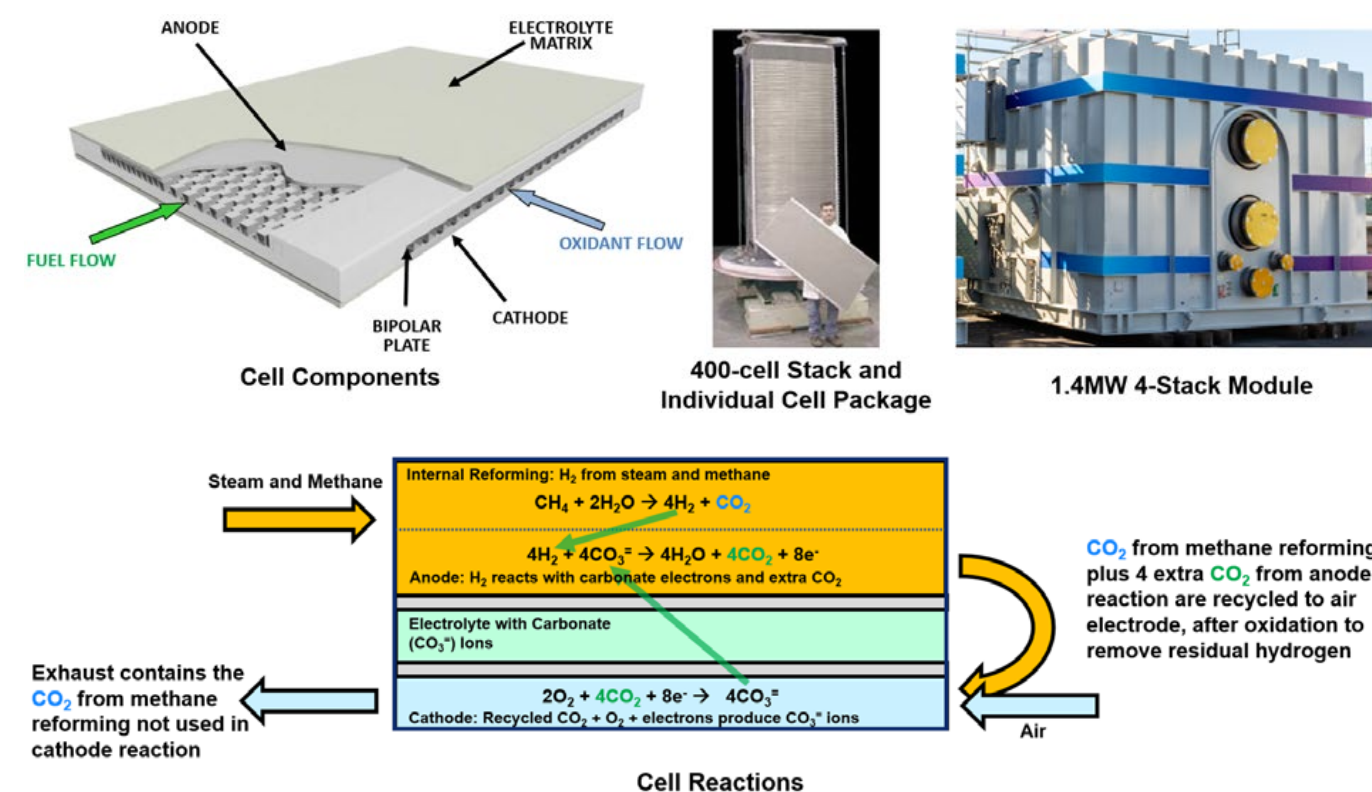 ANODE
ELECTROLYTE
MATRIX
FUEL FLOW
OXIDANT FLOW
BIPOLAR
PLATE
CATHODE
Cell Components
400-cell Stack and
Individual Cell Package
1.4MW 4-Stack Module
Steam and Methane
Internal Reforming: H₂ from steam and methane
CH₄ + 2H₂O → 4H₂ + CO₂
4H₂ + 4CO₃⁼ → 4H₂O + 4CO₂ + 8e⁻
Anode: H₂ reacts with carbonate electrons and extra CO₂
Electrolyte with Carbonate
(CO₃⁼) Ions
2O₂ + 4CO₂ + 8e⁻ → 4CO₃⁼
Cathode: Recycled CO₂ + O₂ + electrons produce CO₃⁼ ions
CO₂ from methane reforming
plus 4 extra CO₂ from anode
reaction are recycled to air
electrode, after oxidation to
remove residual hydrogen
Air
Exhaust contains the
CO₂ from methane
reforming not used in
cathode reaction
Cell Reactions